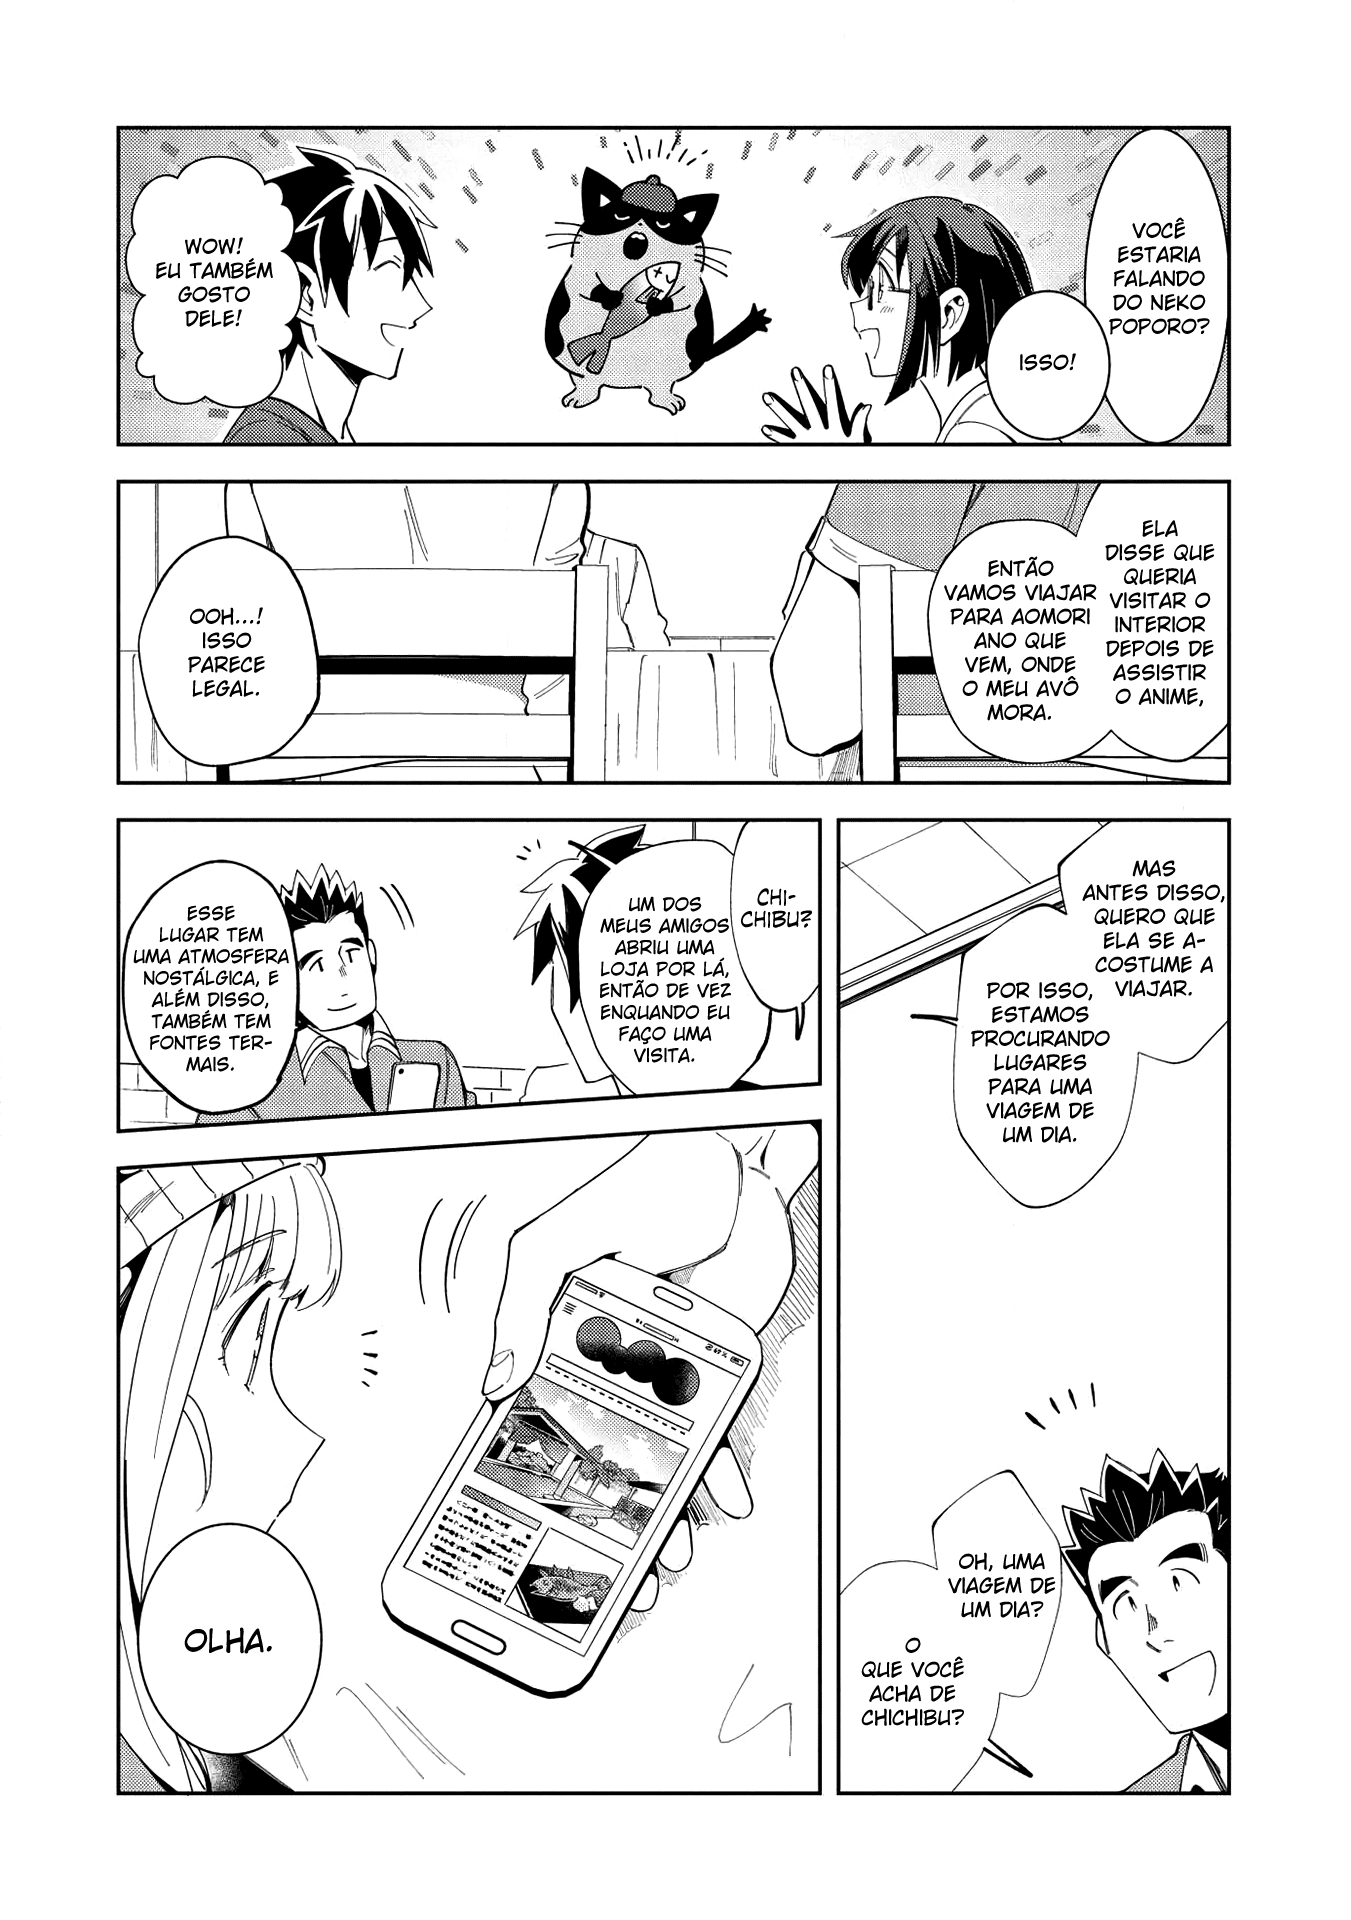 VOCÊ
ESTARIA
FALANDO
DO NEKO
POPORO?
ISSO!
WOW!
EU TAMBÉM
GOSTO
DELE!
ELA
DISSE QUE
QUERIA
VISITAR O
INTERIOR
DEPOIS DE
ASSISTIR
O ANIME,
ENTÃO
VAMOS VIAJAR
PARA AOMORI
ANO QUE
VEM, ONDE
O MEU AVÔ
MORA.
OOH...!
ISSO
PARECE
LEGAL.
MAS
ANTES DISSO,
QUERO QUE
ELA SE A-
COSTUME A
VIAJAR.
POR ISSO,
ESTAMOS
PROCURANDO
LUGARES
PARA UMA
VIAGEM DE
UM DIA.
OH, UMA
VIAGEM DE
UM DIA?
O
QUE VOCÊ
ACHA DE
CHICHIBU?
CHI-
CHIBU?
UM DOS
MEUS AMIGOS
ABRIU UMA
LOJA POR LÁ,
ENTÃO DE VEZ
ENQUANDO EU
FAÇO UMA
VISITA.
ESSE
LUGAR TEM
UMA ATMOSFERA
NOSTÁLGICA, E
ALÉM DISSO,
TAMBÉM TEM
FONTES TER-
MAIS.
OLHA.